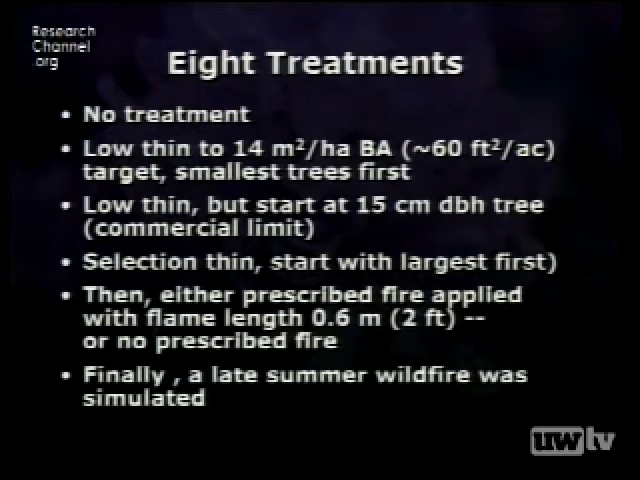 Research
Channel
.org
Eight Treatments
• No treatment
• Low thin to 14 m²/ha BA (~60 ft²/ac)
target, smallest trees first
• Low thin, but start at 15 cm dbh tree
(commercial limit)
• Selection thin, start with largest first)
• Then, either prescribed fire applied
with flame length 0.6 m (2 ft) --
or no prescribed fire
• Finally , a late summer wildfire was
simulated
uwtv